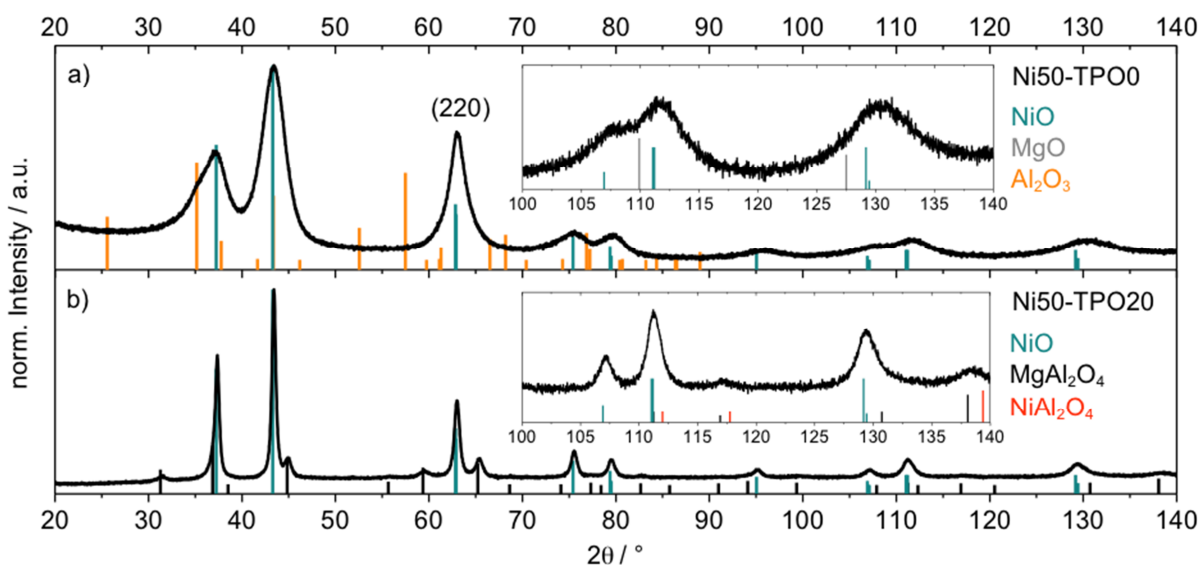 20 30 40 50 60 70 80 90 100 110 120 130 140
a)
(220)
100 105 110 115 120 125 130 135 140
Ni50-TPO0
NiO
MgO
Al₂O₃
b)
100 105 110 115 120 125 130 135 140
Ni50-TPO20
NiO
MgAl₂O₄
NiAl₂O₄
norm. Intensity / a.u.
20 30 40 50 60 70 80 90 100 110 120 130 140
2θ / °